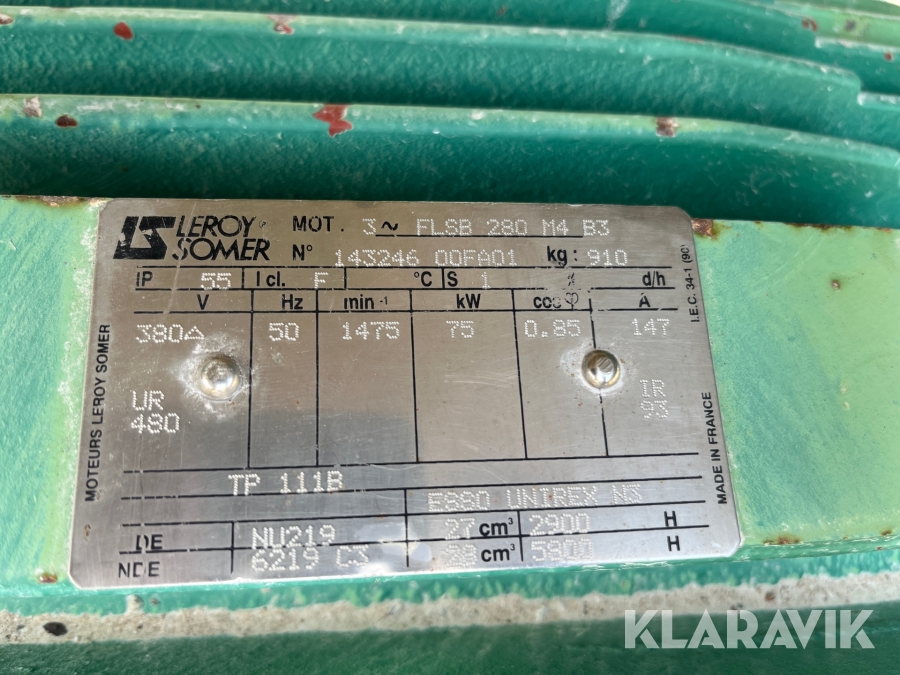 LEROY SOMER
MOT. 3~ FLSB 280 M4 B3
N° 143246 00FA01 kg: 910
IP 55 I cl. F °C S 1 % d/h
V Hz min-1 kW cos φ A
380△ 50 1475 75 0.85 147
UR 480
IR 93
TP 111B
ESSO UNIREX N3
DE NU219 27 cm³ 2900 H
NDE 6219 C3 28 cm³ 5800 H
MOTEURS LEROY SOMER
I.E.C. 34-1 (90)
MADE IN FRANCE
KLARAVIK